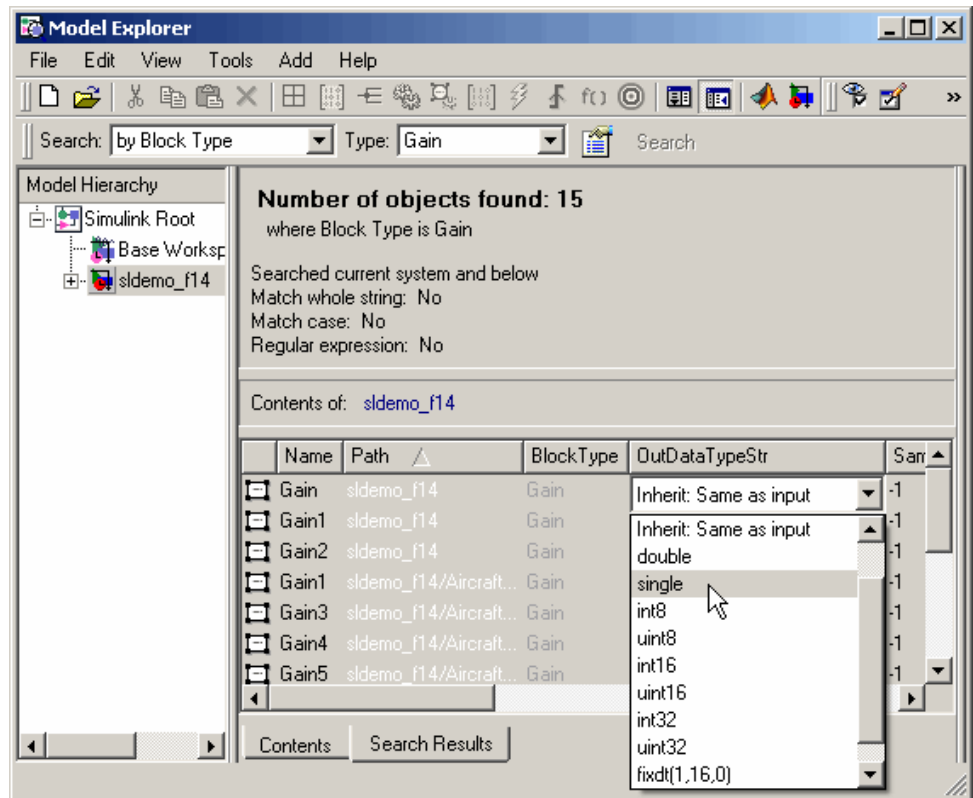 Model Explorer
File Edit View Tools Add Help
f() »
Search: by Block Type Type: Gain Search
Model Hierarchy
Simulink Root
Base Worksp
sldemo_f14
Number of objects found: 15
where Block Type is Gain
Searched current system and below
Match whole string: No
Match case: No
Regular expression: No
Contents of: sldemo_f14
Name Path BlockType OutDataTypeStr Sam
Gain sldemo_f14 Gain Inherit: Same as input -1
Gain1 sldemo_f14 Gain -1
Gain2 sldemo_f14 Gain -1
Gain1 sldemo_f14/Aircraft... Gain -1
Gain3 sldemo_f14/Aircraft... Gain -1
Gain4 sldemo_f14/Aircraft... Gain -1
Gain5 sldemo_f14/Aircraft... Gain -1
Inherit: Same as input
double
single
int8
uint8
int16
uint16
int32
uint32
fixdt(1,16,0)
Contents Search Results